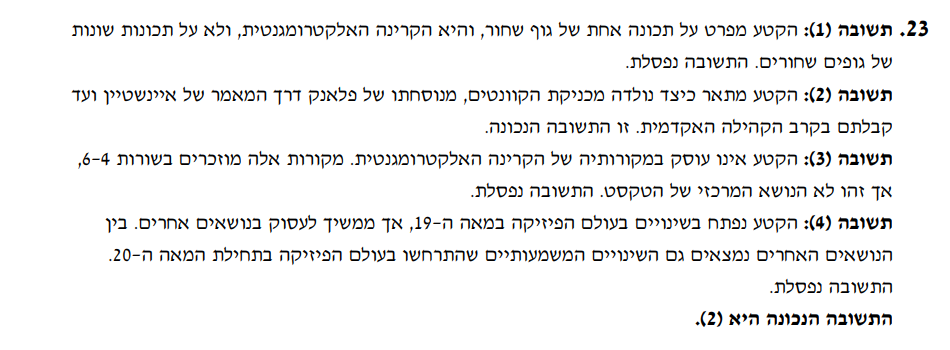 23. תשובה (1): הקטע מפרט על תכונה אחת של גוף שחור, והיא הקרינה האלקטרומגנטית, ולא על תכונות שונות
של גופים שחורים. התשובה נפסלת.
תשובה (2): הקטע מתאר כיצד נולדה מכניקת הקוונטים, מנוסחתו של פלאנק דרך המאמר של איינשטיין ועד
קבלתם בקרב הקהילה האקדמית. זו התשובה הנכונה.
תשובה (3): הקטע אינו עוסק במקורותיה של הקרינה האלקטרומגנטית. מקורות אלה מוזכרים בשורות 6-4,
אך זהו לא הנושא המרכזי של הטקסט. התשובה נפסלת.
תשובה (4): הקטע נפתח בשינויים בעולם הפיזיקה במאה ה-19, אך ממשיך לעסוק בנושאים אחרים. בין
הנושאים האחרים נמצאים גם השינויים המשמעותיים שהתרחשו בעולם הפיזיקה בתחילת המאה ה-20.
התשובה נפסלת.
התשובה הנכונה היא (2).